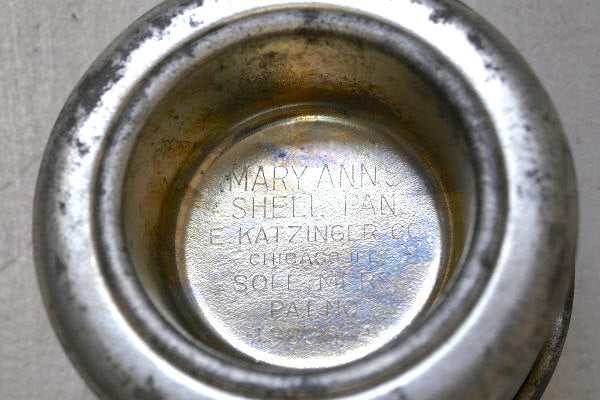 MARY ANN
SHELL PAN
E. KATZINGER CO
CHICAGO ILL
SOLE MFRS
PAT. NO